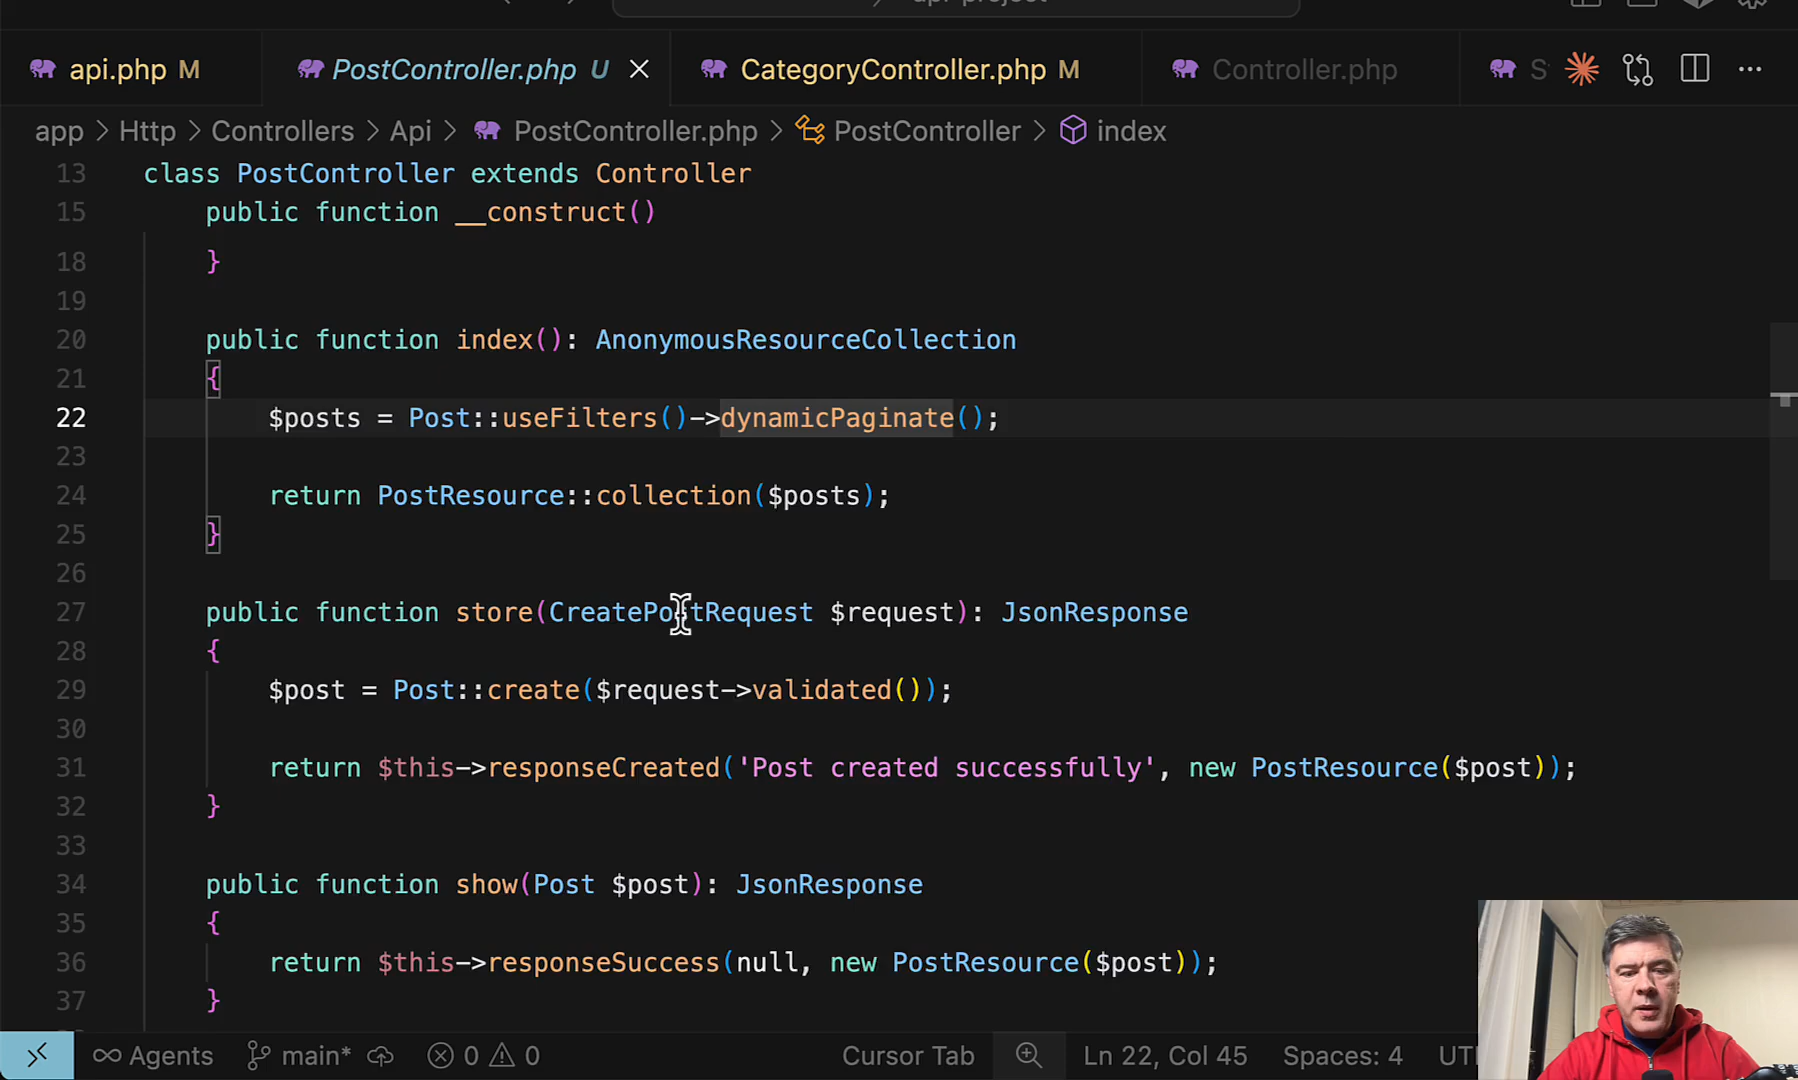 api.php M PostController.php U CategoryController.php M Controller.php S
app > Http > Controllers > Api > PostController.php > PostController > index
13 class PostController extends Controller
15 public function __construct()
18 }
19
20 public function index(): AnonymousResourceCollection
21 {
22 $posts = Post::useFilters()->dynamicPaginate();
23
24 return PostResource::collection($posts);
25 }
26
27 public function store(CreatePostRequest $request): JsonResponse
28 {
29 $post = Post::create($request->validated());
30
31 return $this->responseCreated('Post created successfully', new PostResource($post));
32 }
33
34 public function show(Post $post): JsonResponse
35 {
36 return $this->responseSuccess(null, new PostResource($post));
37 }
Agents main* 0 0 Cursor Tab Ln 22, Col 45 Spaces: 4 UT